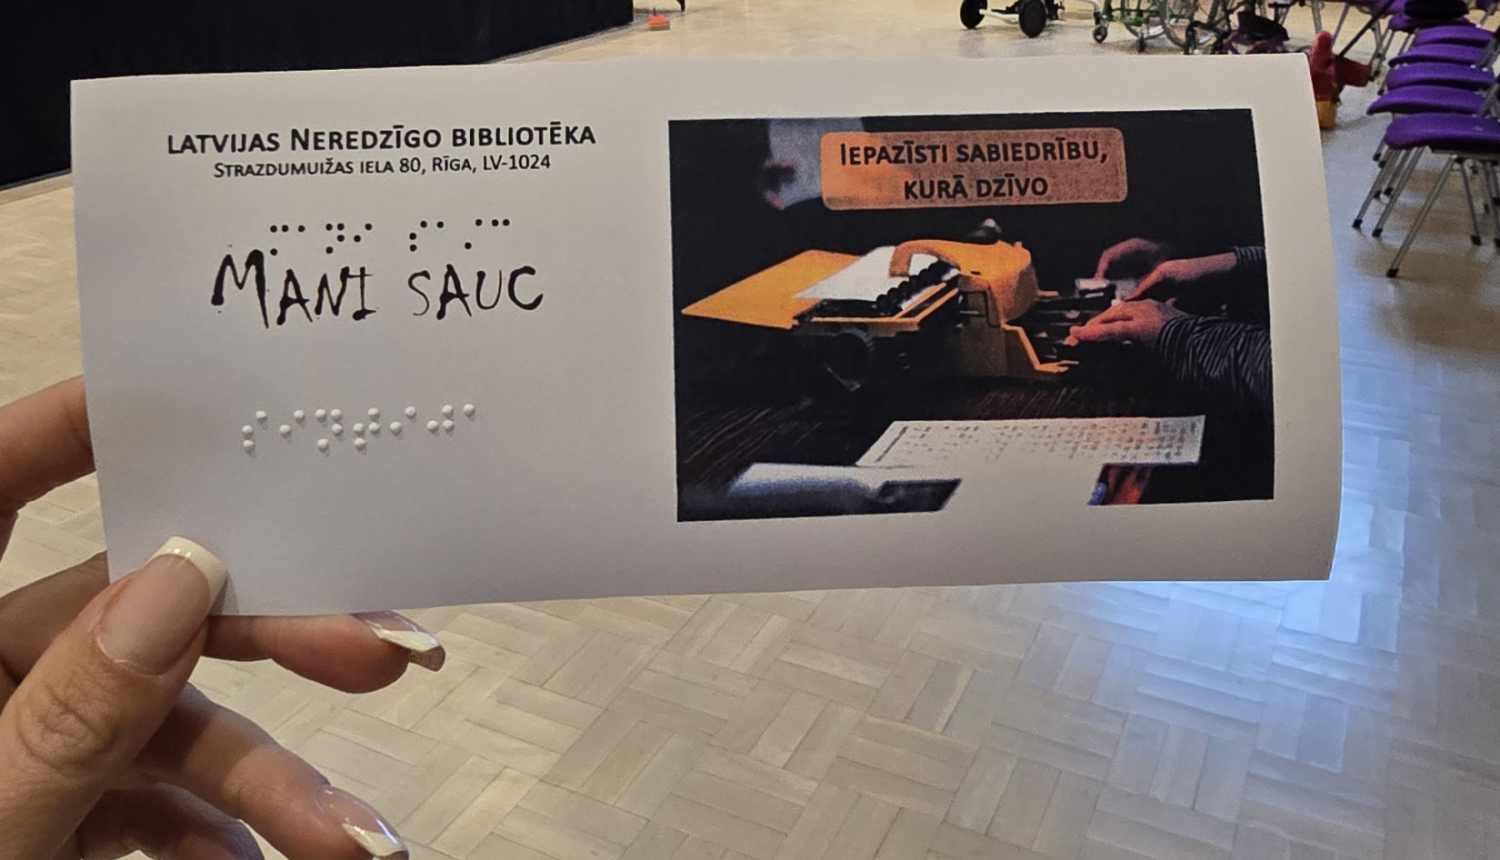 LATVIJAS NEREDZĪGO BIBLIOTĒKA
STRAZDUMUIŽAS IELA 80, RĪGA, LV-1024
⠍⠁⠝⠊ ⠎⠁⠥⠉
MANI SAUC
⠎⠊⠝⠞⠊⠚⠁
IEPAZĪSTI SABIEDRĪBU,
KURĀ DZĪVO